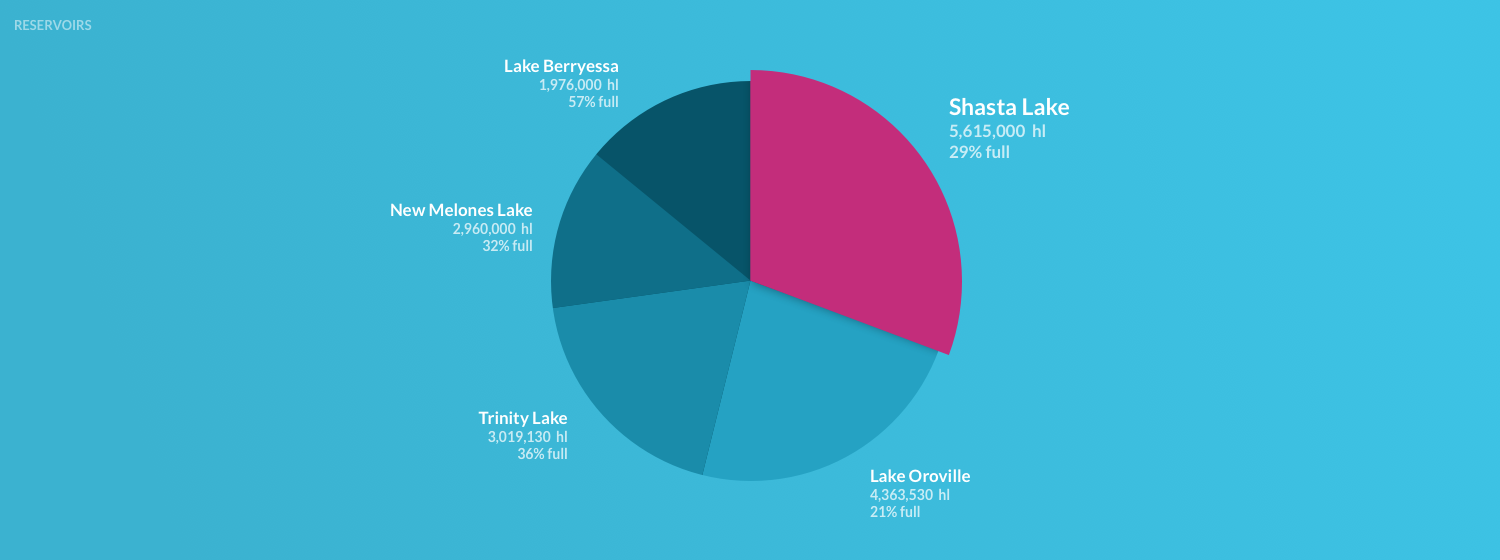 RESERVOIRS
Lake Berryessa
1,976,000 hl
57% full
Shasta Lake
5,615,000 hl
29% full
New Melones Lake
2,960,000 hl
32% full
Trinity Lake
3,019,130 hl
36% full
Lake Oroville
4,363,530 hl
21% full